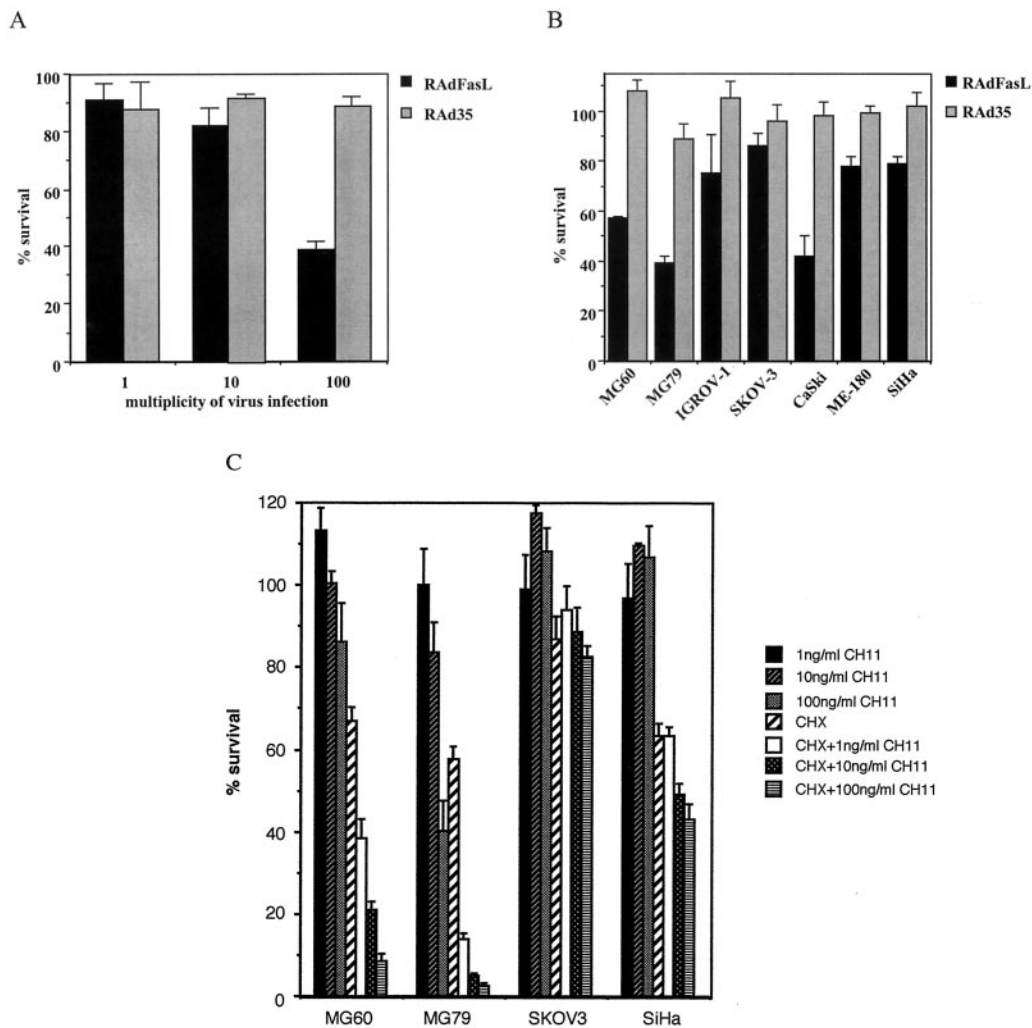 A
% survival
100
80
60
40
20
0
1 10 100
multiplicity of virus infection
RAdFasL
RAd35
B
% survival
100
80
60
40
20
0
MG60
MG79
IGROV-1
SKOV-3
CaSki
ME-180
SiHa
RAdFasL
RAd35
C
% survival
120
100
80
60
40
20
0
MG60 MG79 SKOV3 SiHa
1ng/ml CH11
10ng/ml CH11
100ng/ml CH11
CHX
CHX+1ng/ml CH11
CHX+10ng/ml CH11
CHX+100ng/ml CH11